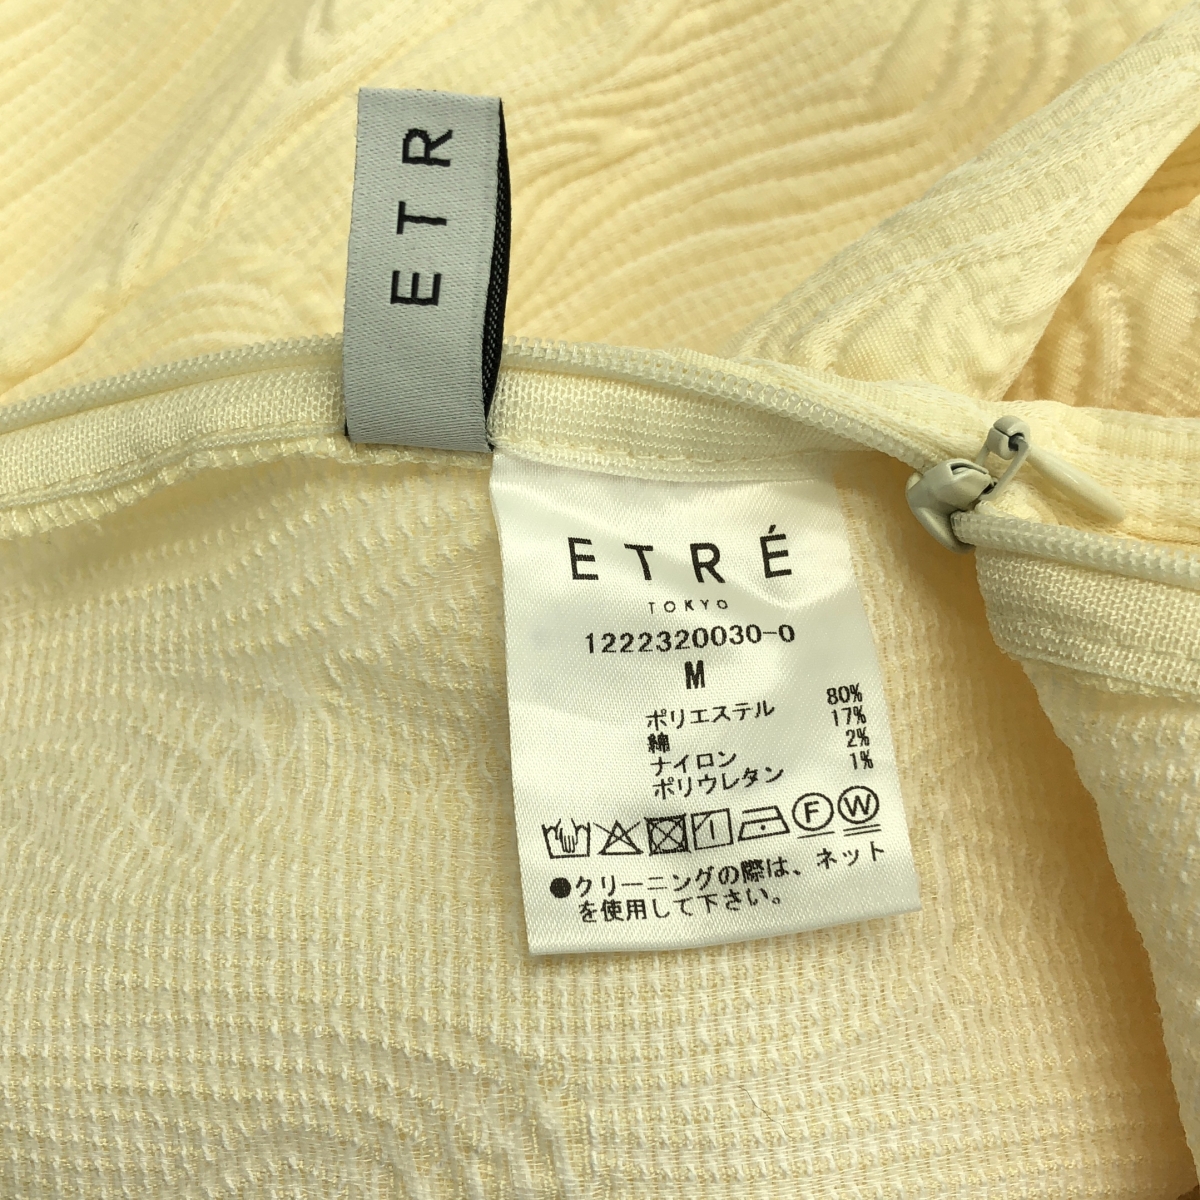 ETR
ETRÉ
TOKYO
1222320030-0
M
ポリエステル 80%
綿 17%
ナイロン 2%
ポリウレタン 1%
F W
●クリーニングの際は、ネット
を使用して下さい。